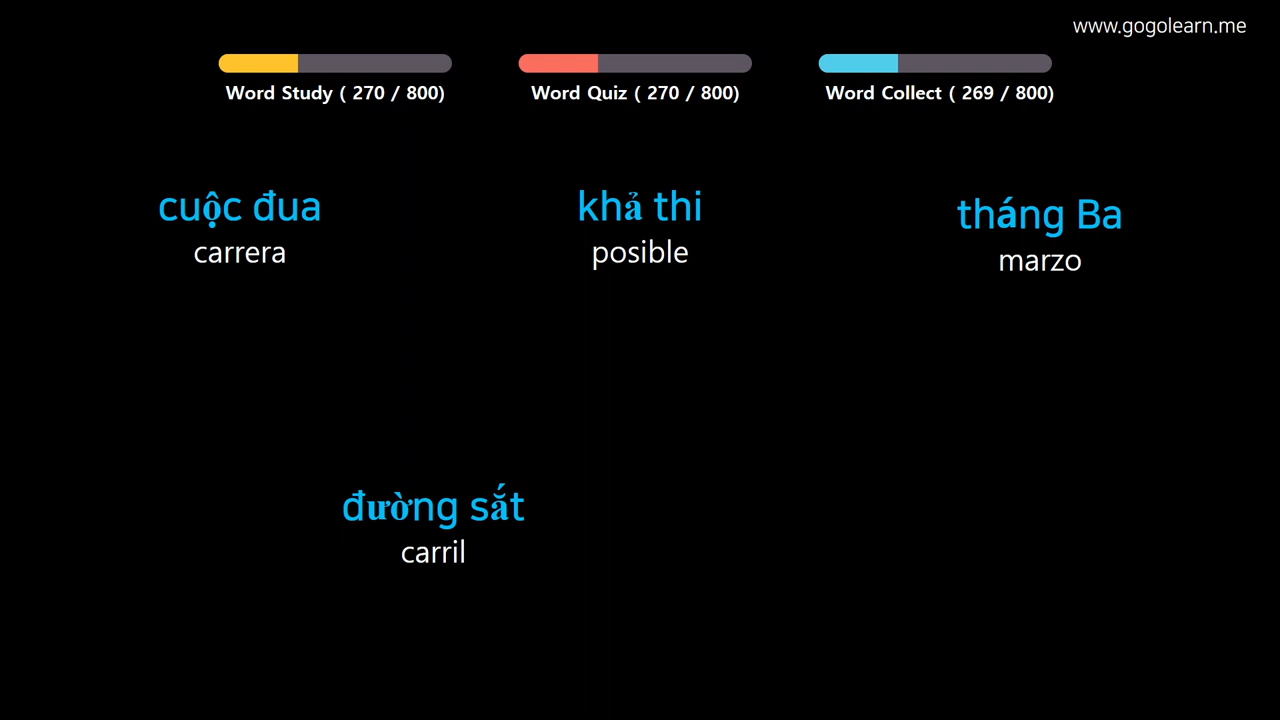 www.gogolearn.me
Word Study ( 270 / 800)
Word Quiz ( 270 / 800)
Word Collect ( 269 / 800)
cuộc đua
carrera
khả thi
posible
tháng Ba
marzo
đường sắt
carril